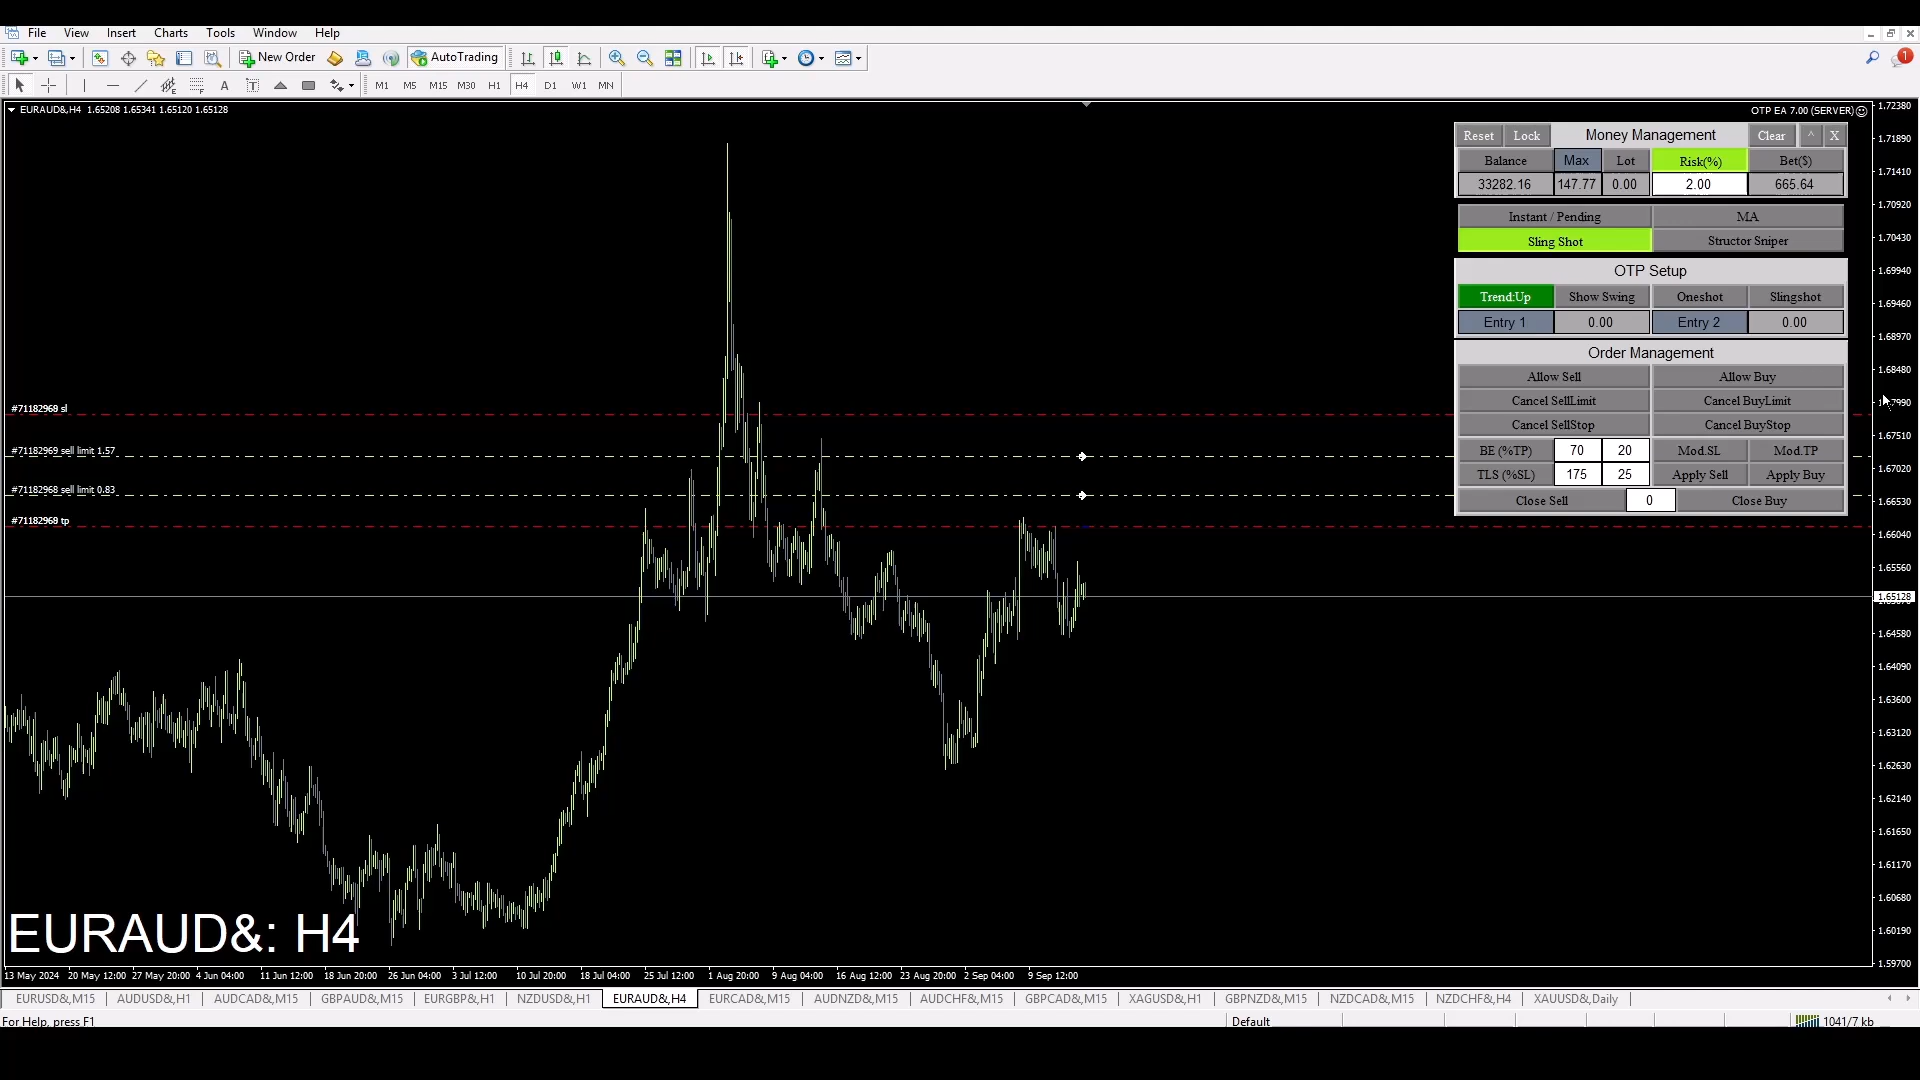 File View Insert Charts Tools Window Help
New Order AutoTrading 1
A T M1 M5 M15 M30 H1 H4 D1 W1 MN
EURAUD&,H4 1.65208 1.65341 1.65120 1.65128
OTP EA 7.00 (SERVER)
Reset Lock Money Management Clear ^ X
Balance Max Lot Risk(%) Bet($)
33282.16 147.77 0.00 2.00 665.64
Instant / Pending MA
Sling Shot Structor Sniper
OTP Setup
Trend:Up Show Swing Oneshot Slingshot
Entry 1 0.00 Entry 2 0.00
Order Management
Allow Sell Allow Buy
Cancel SellLimit Cancel BuyLimit
Cancel SellStop Cancel BuyStop
BE (%TP) 70 20 Mod.SL Mod.TP
TLS (%SL) 175 25 Apply Sell Apply Buy
Close Sell 0 Close Buy
#71182969 sell limit 1.57
#71182968 sell limit 0.83
1.72380
1.71890
1.71410
1.70920
1.70430
1.69940
1.69460
1.68970
1.68480
1.67510
1.67020
1.66530
1.66040
1.65560
1.65128
1.64580
1.64090
1.63600
1.63120
1.62630
1.62140
1.61650
1.61170
1.60680
1.60190
1.59700
EURAUD&: H4
13 May 2024 20 May 12:00 27 May 20:00 4 Jun 04:00 11 Jun 12:00 18 Jun 20:00 26 Jun 04:00 3 Jul 12:00 10 Jul 20:00 18 Jul 04:00 25 Jul 12:00 1 Aug 20:00 9 Aug 04:00 16 Aug 12:00 23 Aug 20:00 2 Sep 04:00 9 Sep 12:00
EURUSD&,M15 AUDUSD&,H1 AUDCAD&,M15 GBPAUD&,M15 EURGBP&,H1 NZDUSD&,H1 EURAUD&,H4 EURCAD&,M15 AUDNZD&,M15 AUDCHF&,M15 GBPCAD&,M15 XAGUSD&,H1 GBPNZD&,M15 NZDCAD&,M15 NZDCHF&,H4 XAUUSD&,Daily
For Help, press F1 Default 1041/7 kb